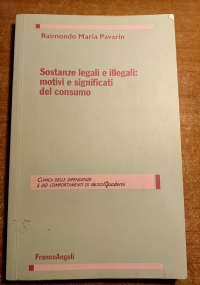 Raimondo Maria Pavarin
Sostanze legali e illegali:
motivi e significati
del consumo
CLINICA DELLE DIPENDENZE
E DEI COMPORTAMENTI DI ABUSO/Quaderni
FrancoAngeli